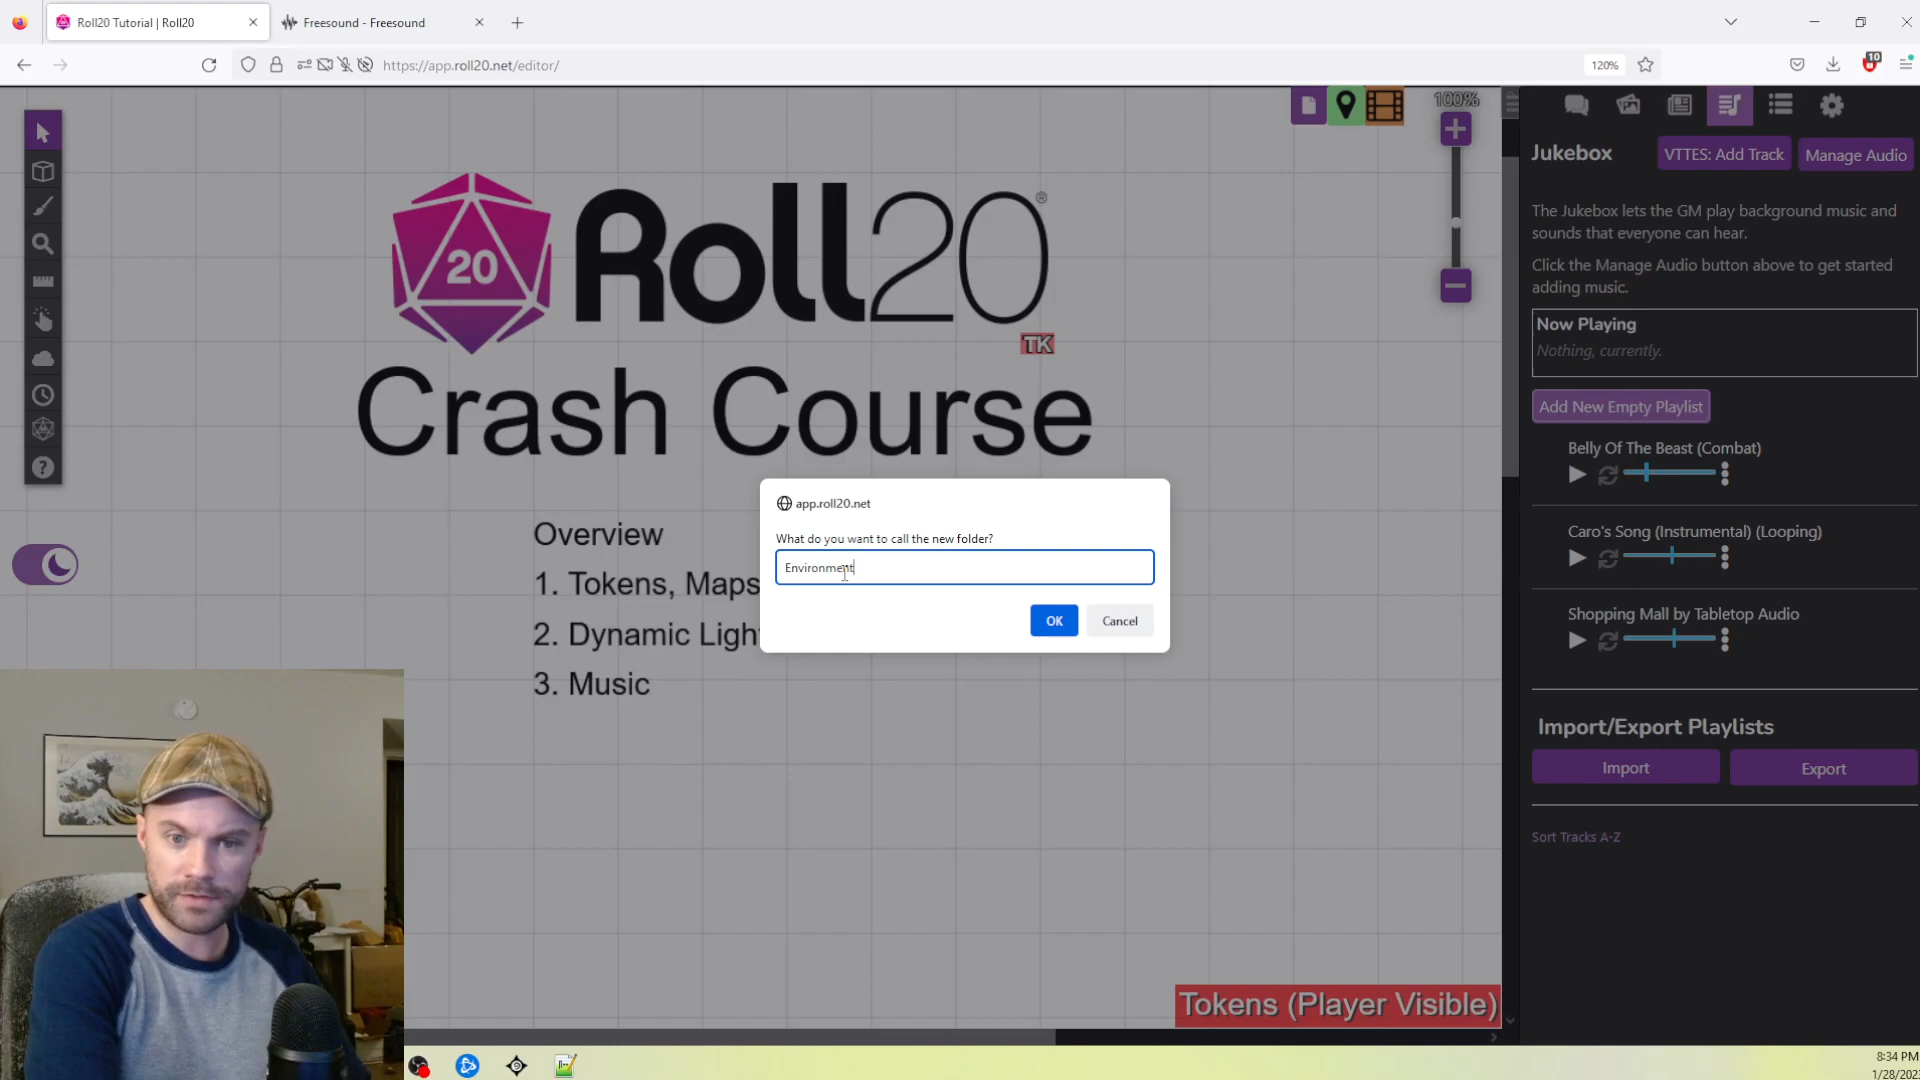 Roll20 Tutorial | Roll20
Freesound - Freesound
https://app.roll20.net/editor/
120%
10
100%
Jukebox
VTTES: Add Track
Manage Audio
The Jukebox lets the GM play background music and
sounds that everyone can hear.
Click the Manage Audio button above to get started
adding music.
Now Playing
Nothing, currently.
Add New Empty Playlist
Belly Of The Beast (Combat)
Caro's Song (Instrumental) (Looping)
Shopping Mall by Tabletop Audio
Import/Export Playlists
Import
Export
Sort Tracks A-Z
20
Roll20®
TK
Crash Course
Overview
1. Tokens, Maps
2. Dynamic Ligh
3. Music
app.roll20.net
What do you want to call the new folder?
Environment
OK
Cancel
Tokens (Player Visible)
8:34 PM
1/28/202